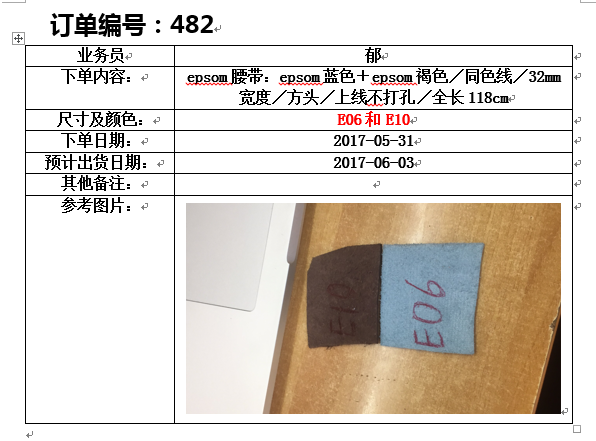 订单编号：482
业务员
郁
下单内容：
epsom腰带：epsom蓝色＋epsom褐色／同色线／32mm
宽度／方头／上线不打孔／全长118cm
尺寸及颜色：
E06和E10
下单日期：
2017-05-31
预计出货日期：
2017-06-03
其他备注：
参考图片：
E10
E06